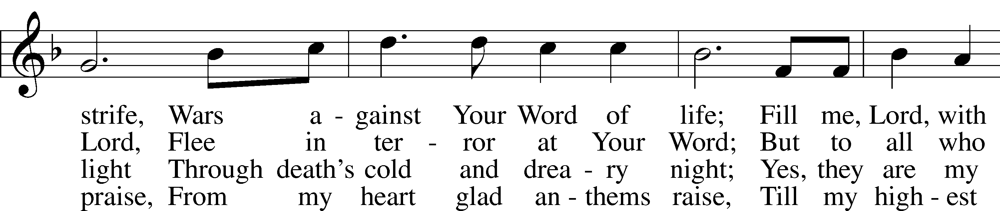 strife, Wars a - gainst Your Word of life; Fill me, Lord, with
Lord, Flee in ter - ror at Your Word; But to all who
light Through death’s cold and drea - ry night; Yes, they are my
praise, From my heart glad an - thems raise, Till my high - est